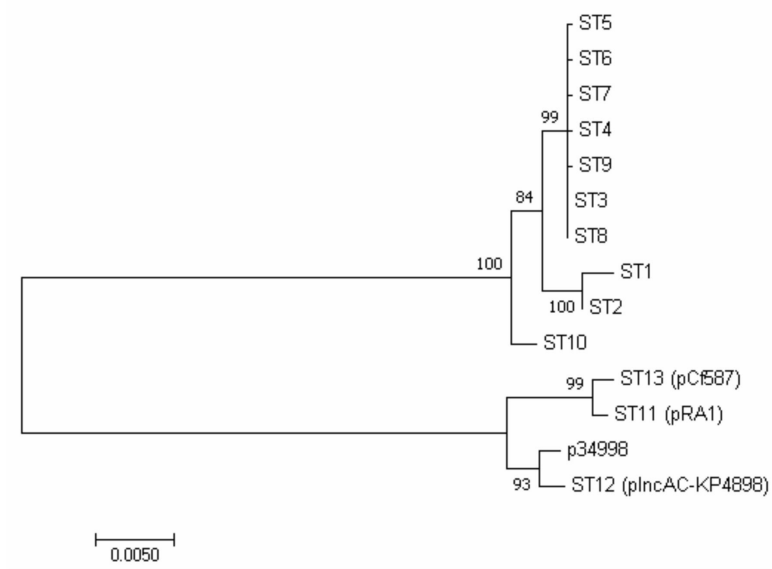 ST5
ST6
ST7
99
ST4
ST9
84
ST3
ST8
100
ST1
100
ST2
ST10
99
ST13 (pCf587)
ST11 (pRA1)
p34998
93
ST12 (pIncAC-KP4898)
0.0050